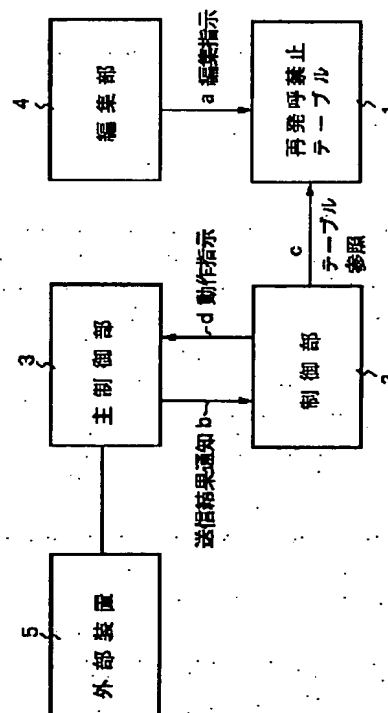 4
編集部
a 編集指示
再発呼禁止
テーブル
1
3
主制御部
d 動作指示
送信結果通知 b
c
テーブル
参照
制御部
2
5
外部装置